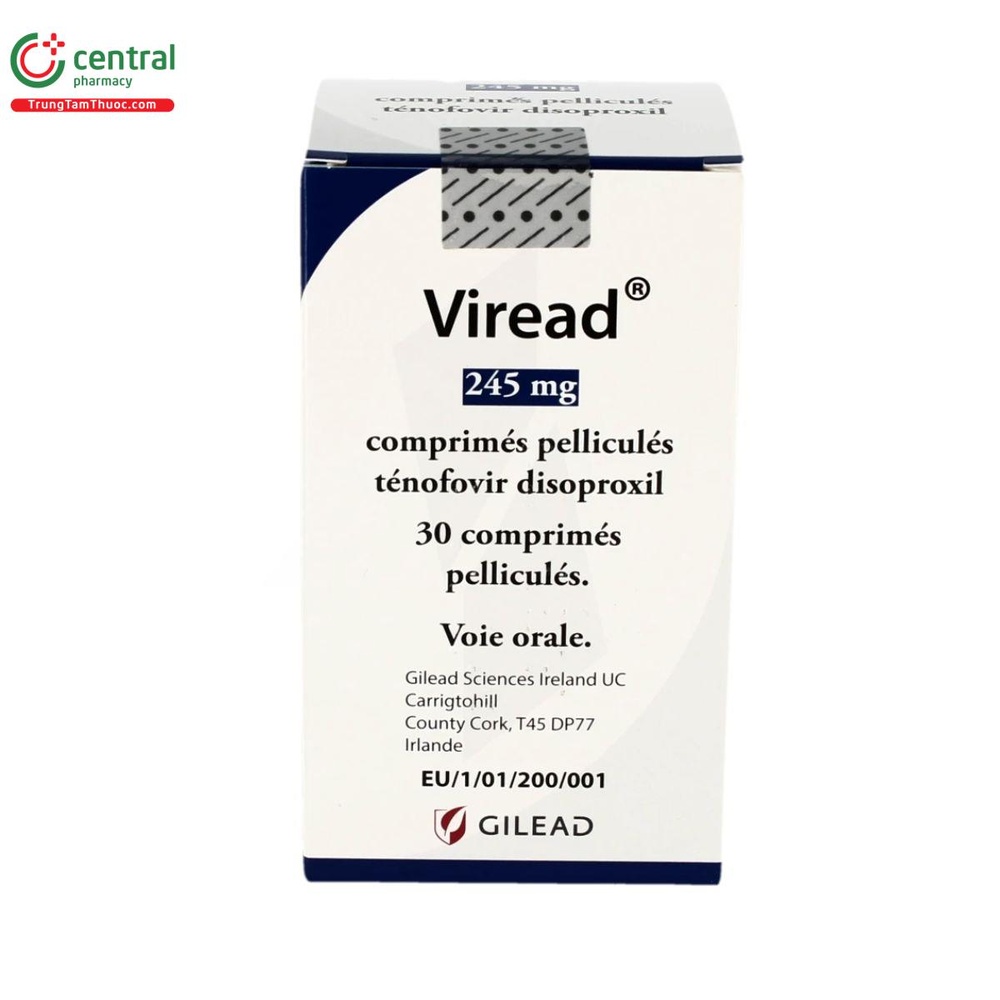 central
pharmacy
TrungTamThuoc.com
245 mg
comprimés pelliculés
ténofovir disoproxil
Viread®
245 mg
comprimés pelliculés
ténofovir disoproxil
30 comprimés
pelliculés.
Voie orale.
Gilead Sciences Ireland UC
Carrigtohill
County Cork, T45 DP77
Irlande
EU/1/01/200/001
GILEAD